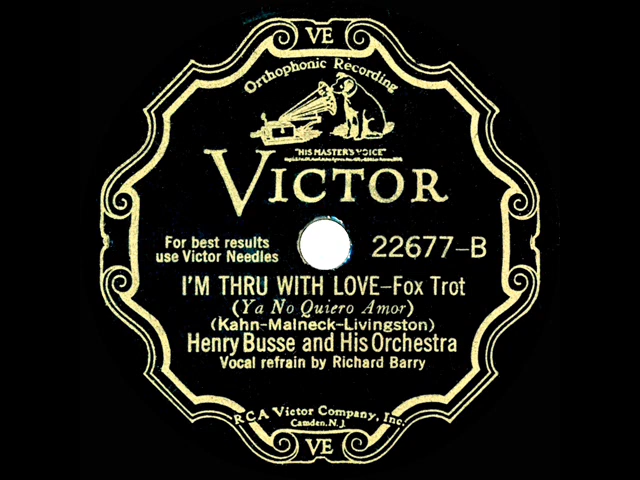 VE
Orthophonic Recording
"HIS MASTER'S VOICE"
VICTOR
For best results
use Victor Needles
22677-B
I'M THRU WITH LOVE-Fox Trot
(Ya No Quiero Amor)
(Kahn-Malneck-Livingston)
Henry Busse and His Orchestra
Vocal refrain by Richard Barry
RCA Victor Company, Inc.
Camden, N.J.
VE